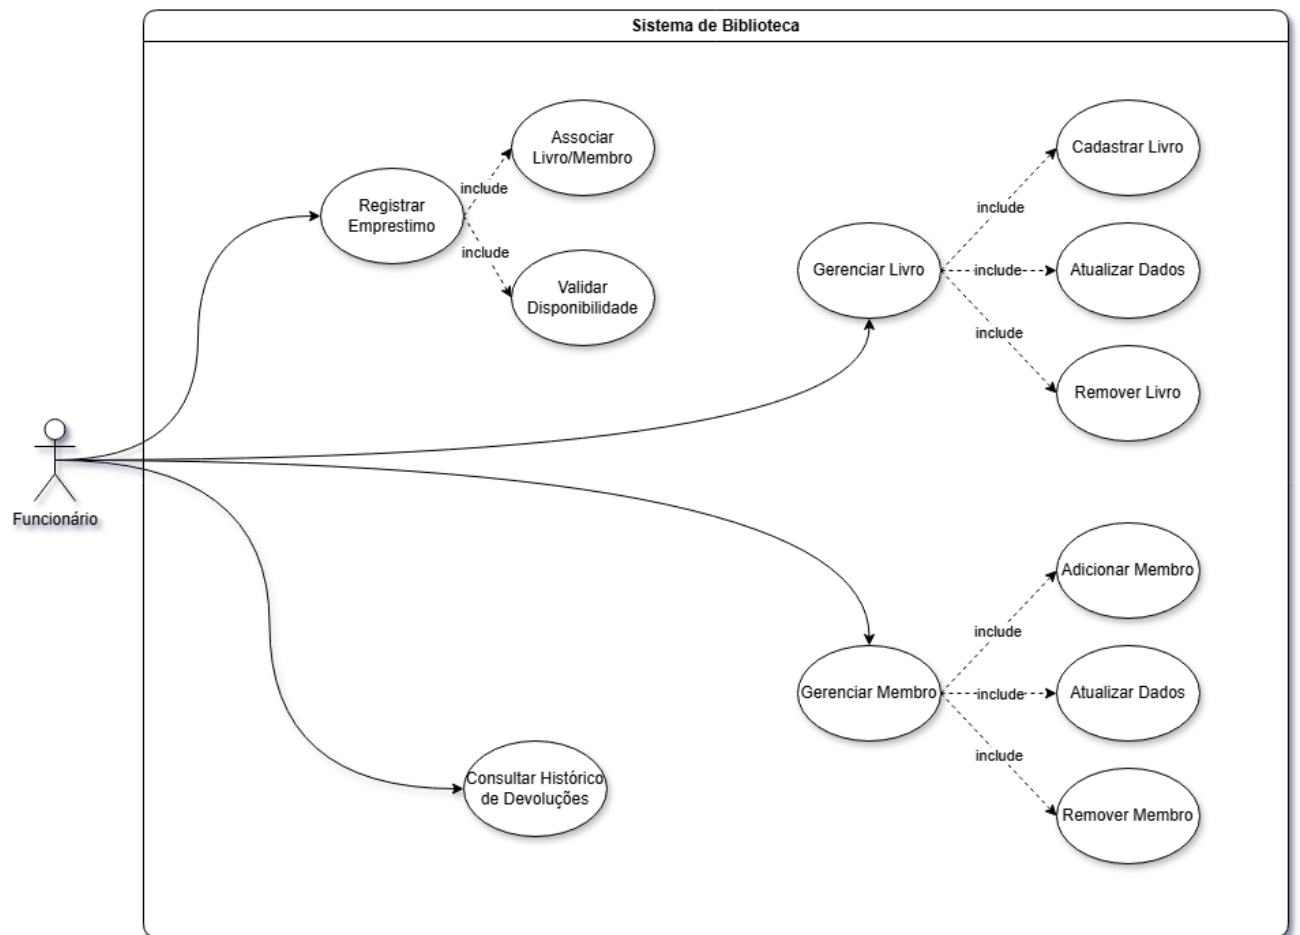 Sistema de Biblioteca
Associar
Livro/Membro
include
Registrar
Emprestimo
include
Validar
Disponibilidade
Cadastrar Livro
include
Gerenciar Livro
include
Atualizar Dados
include
Remover Livro
Funcionário
Adicionar Membro
include
Gerenciar Membro
include
Atualizar Dados
include
Remover Membro
Consultar Histórico
de Devoluções